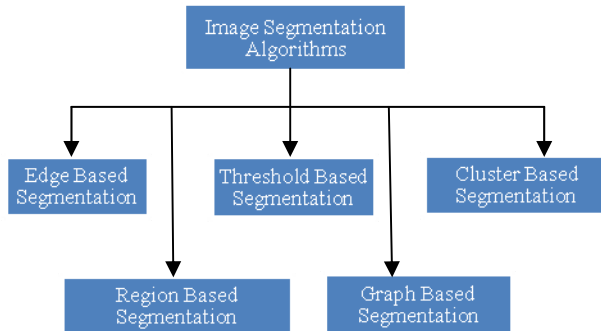 Image Segmentation
Algorithms
Edge Based
Segmentation
Threshold Based
Segmentation
Cluster Based
Segmentation
Region Based
Segmentation
Graph Based
Segmentation